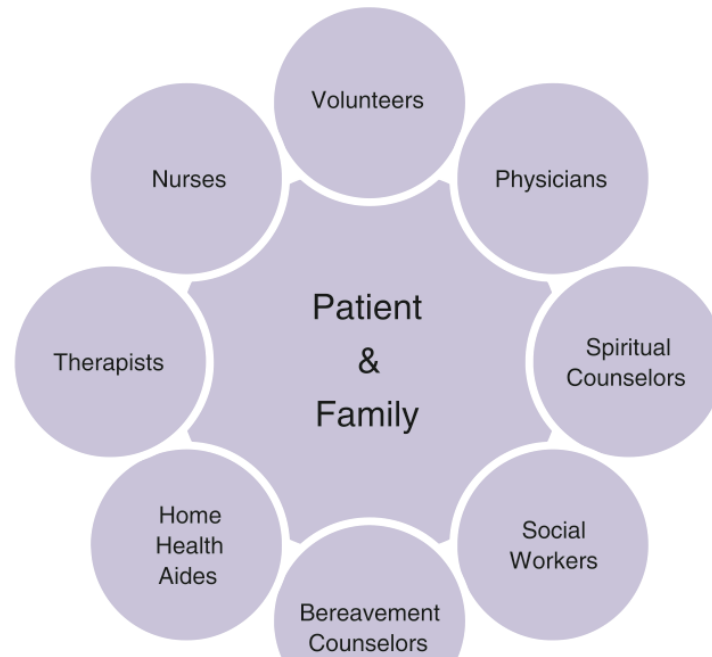 Volunteers
Nurses
Physicians
Patient
&
Family
Therapists
Spiritual
Counselors
Home
Health
Aides
Social
Workers
Bereavement
Counselors